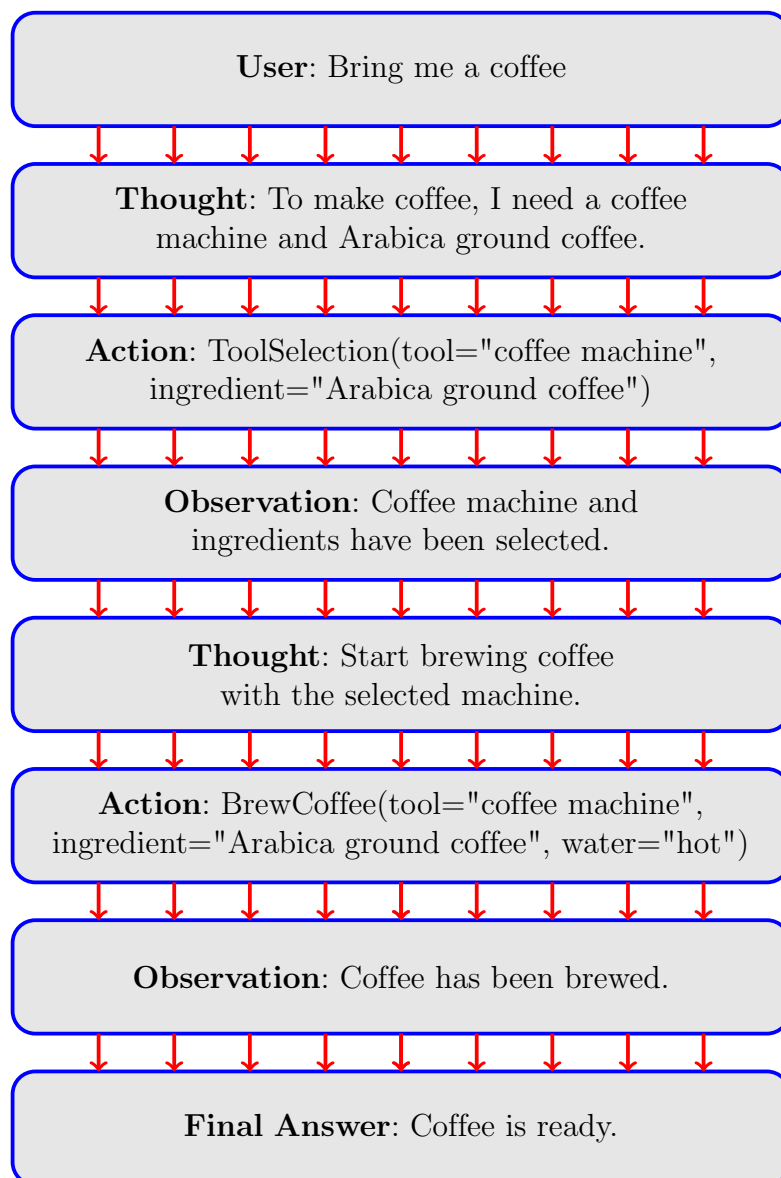 User: Bring me a coffee
Thought: To make coffee, I need a coffee
machine and Arabica ground coffee.
Action: ToolSelection(tool="coffee machine",
ingredient="Arabica ground coffee")
Observation: Coffee machine and
ingredients have been selected.
Thought: Start brewing coffee
with the selected machine.
Action: BrewCoffee(tool="coffee machine",
ingredient="Arabica ground coffee", water="hot")
Observation: Coffee has been brewed.
Final Answer: Coffee is ready.